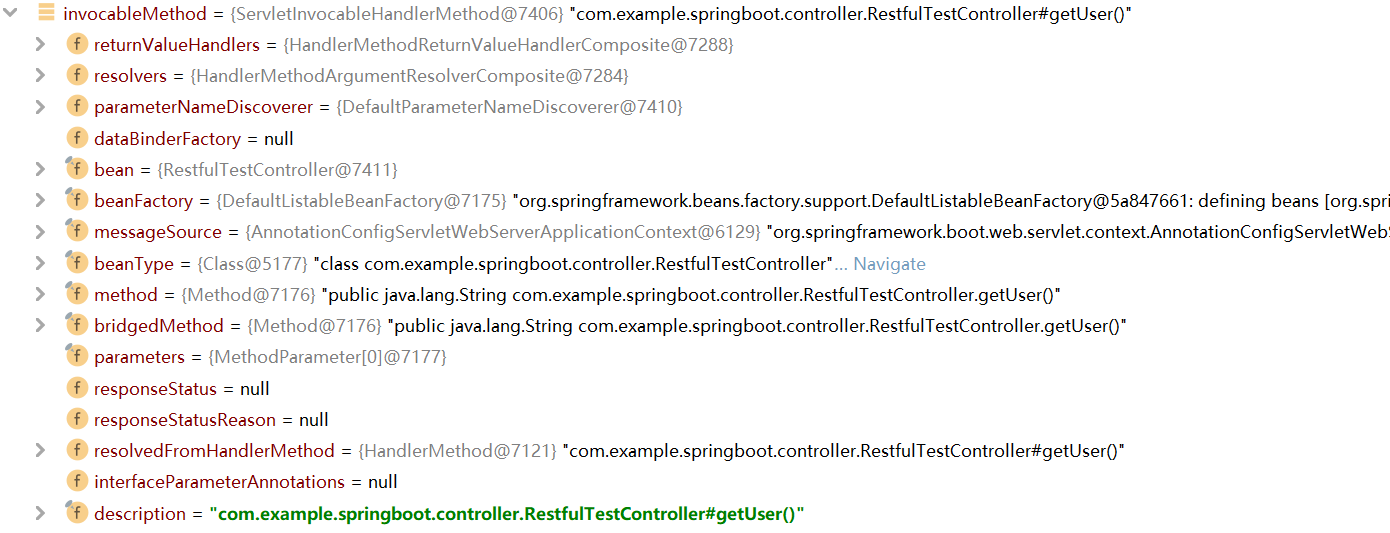 invocableMethod = {ServletInvocableHandlerMethod@7406} "com.example.springboot.controller.RestfulTestController#getUser()"
f returnValueHandlers = {HandlerMethodReturnValueHandlerComposite@7288}
f resolvers = {HandlerMethodArgumentResolverComposite@7284}
f parameterNameDiscoverer = {DefaultParameterNameDiscoverer@7410}
f dataBinderFactory = null
f bean = {RestfulTestController@7411}
f beanFactory = {DefaultListableBeanFactory@7175} "org.springframework.beans.factory.support.DefaultListableBeanFactory@5a847661: defining beans [org.spri
f messageSource = {AnnotationConfigServletWebServerApplicationContext@6129} "org.springframework.boot.web.servlet.context.AnnotationConfigServletWebS
f beanType = {Class@5177} "class com.example.springboot.controller.RestfulTestController"... Navigate
f method = {Method@7176} "public java.lang.String com.example.springboot.controller.RestfulTestController.getUser()"
f bridgedMethod = {Method@7176} "public java.lang.String com.example.springboot.controller.RestfulTestController.getUser()"
f parameters = {MethodParameter[0]@7177}
f responseStatus = null
f responseStatusReason = null
f resolvedFromHandlerMethod = {HandlerMethod@7121} "com.example.springboot.controller.RestfulTestController#getUser()"
f interfaceParameterAnnotations = null
f description = "com.example.springboot.controller.RestfulTestController#getUser()"